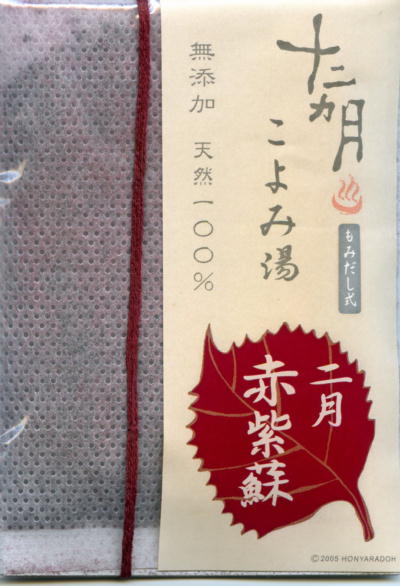 十二カ月
こよみ湯
もみだし式
無添加 天然一〇〇%
二月
赤紫蘇
©2005 HONYARADOH